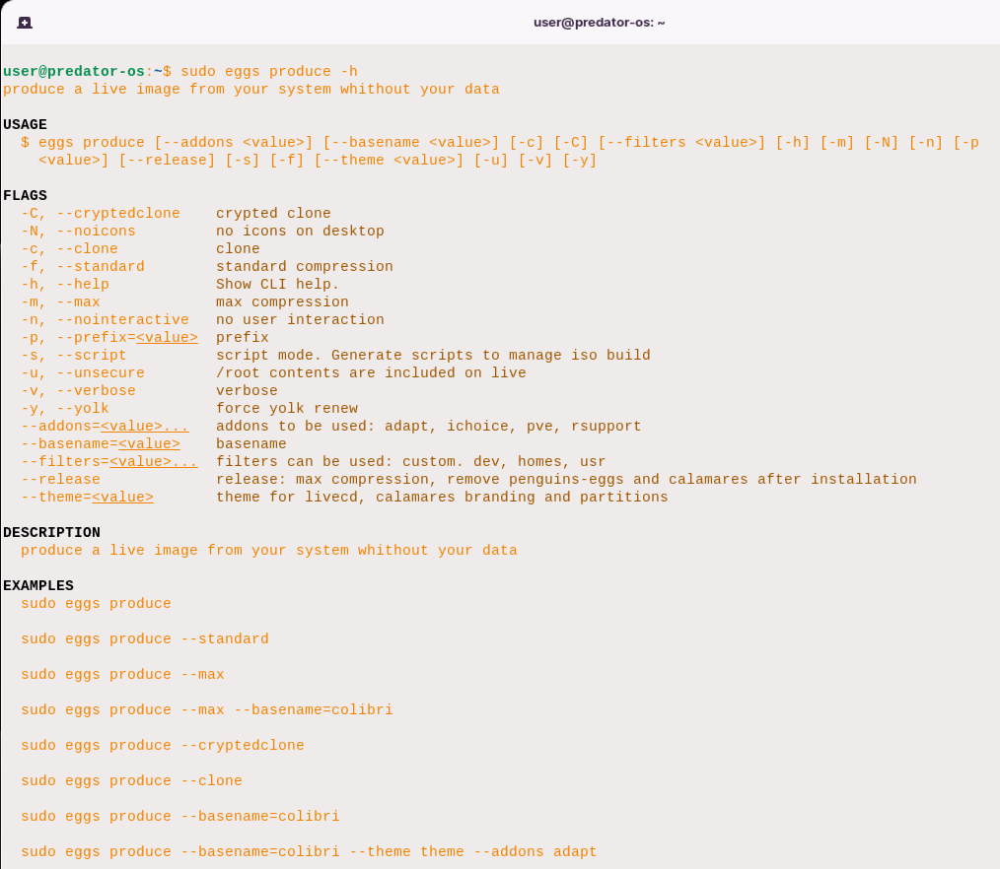 user@predator-os: ~
user@predator-os:~$ sudo eggs produce -h
produce a live image from your system whithout your data
USAGE
  $ eggs produce [--addons <value>] [--basename <value>] [-c] [-C] [--filters <value>] [-h] [-m] [-N] [-n] [-p
    <value>] [--release] [-s] [-f] [--theme <value>] [-u] [-v] [-y]
FLAGS
  -C, --cryptedclone    crypted clone
  -N, --noicons         no icons on desktop
  -c, --clone           clone
  -f, --standard        standard compression
  -h, --help            Show CLI help.
  -m, --max             max compression
  -n, --nointeractive   no user interaction
  -p, --prefix=<value>  prefix
  -s, --script          script mode. Generate scripts to manage iso build
  -u, --unsecure        /root contents are included on live
  -v, --verbose         verbose
  -y, --yolk            force yolk renew
  --addons=<value>...   addons to be used: adapt, ichoice, pve, rsupport
  --basename=<value>    basename
  --filters=<value>...  filters can be used: custom. dev, homes, usr
  --release             release: max compression, remove penguins-eggs and calamares after installation
  --theme=<value>       theme for livecd, calamares branding and partitions
DESCRIPTION
  produce a live image from your system whithout your data
EXAMPLES
  sudo eggs produce
  sudo eggs produce --standard
  sudo eggs produce --max
  sudo eggs produce --max --basename=colibri
  sudo eggs produce --cryptedclone
  sudo eggs produce --clone
  sudo eggs produce --basename=colibri
  sudo eggs produce --basename=colibri --theme theme --addons adapt